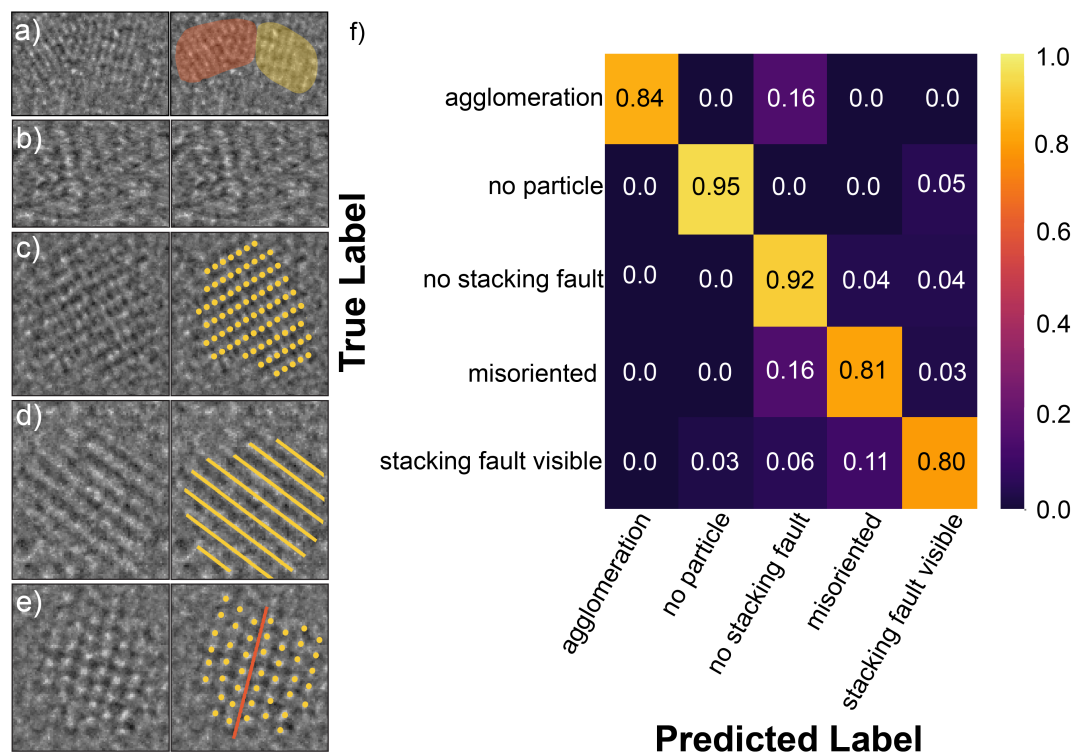 a)
b)
c)
d)
e)
f)
True Label
agglomeration 0.84 0.0 0.16 0.0 0.0
no particle 0.0 0.95 0.0 0.0 0.05
no stacking fault 0.0 0.0 0.92 0.04 0.04
misoriented 0.0 0.0 0.16 0.81 0.03
stacking fault visible 0.0 0.03 0.06 0.11 0.80
agglomeration
no particle
no stacking fault
misoriented
stacking fault visible
Predicted Label
1.0
0.8
0.6
0.4
0.2
0.0